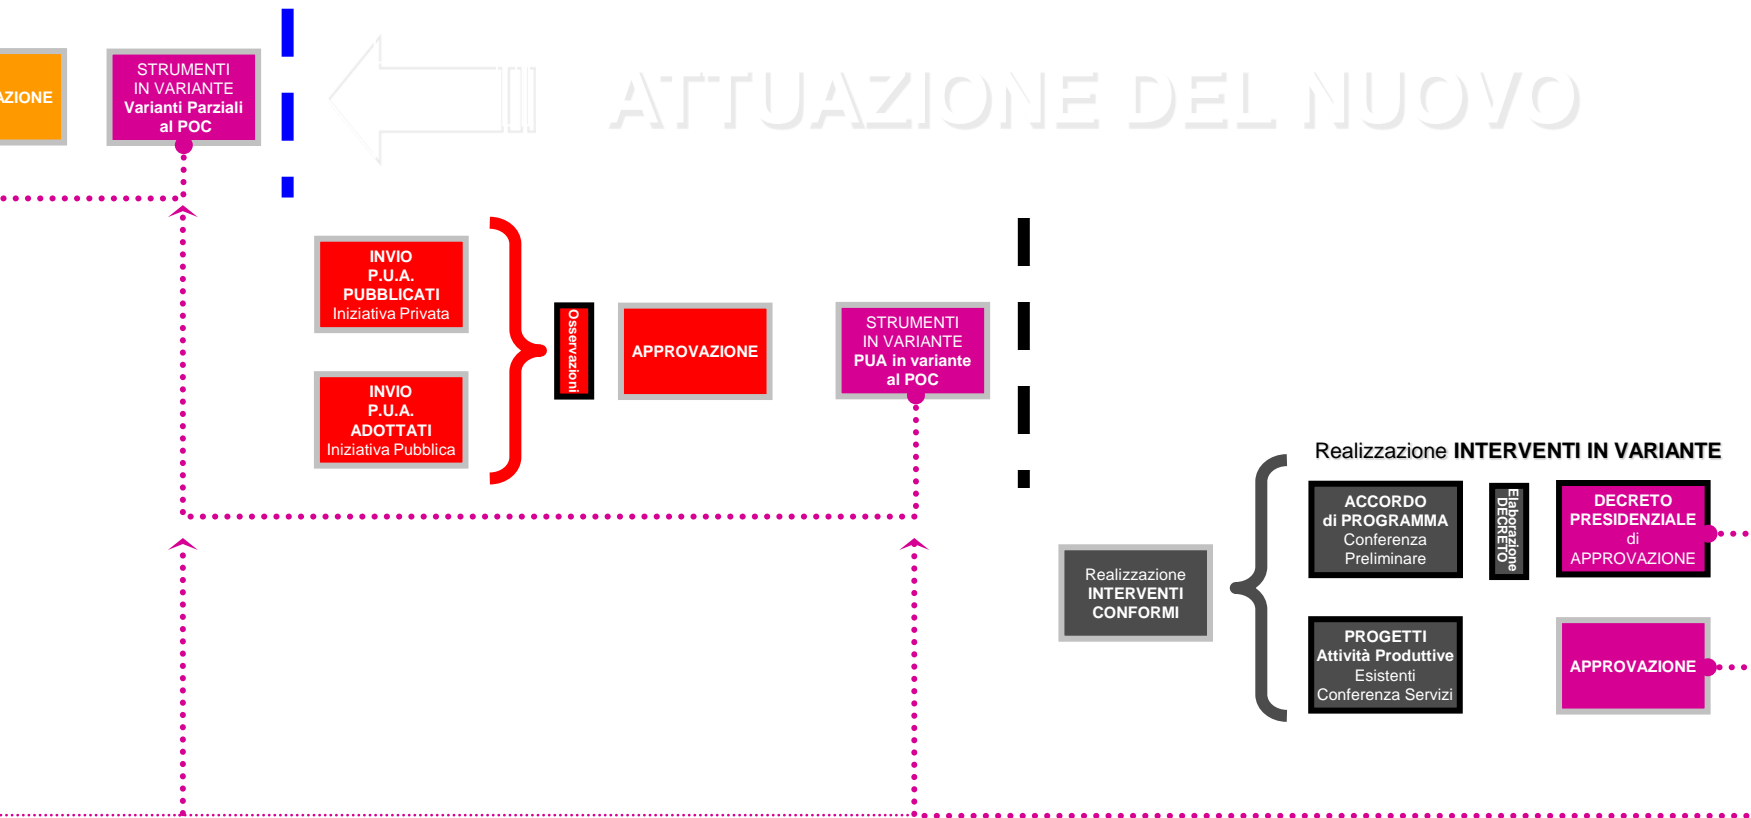 AZIONE
STRUMENTI
IN VARIANTE
Varianti Parziali
al POC
ATTUAZIONE DEL NUOVO
INVIO
P.U.A.
PUBBLICATI
Iniziativa Privata
INVIO
P.U.A.
ADOTTATI
Iniziativa Pubblica
Osservazioni
APPROVAZIONE
STRUMENTI
IN VARIANTE
PUA in variante
al POC
Realizzazione
INTERVENTI
CONFORMI
Realizzazione INTERVENTI IN VARIANTE
ACCORDO
di PROGRAMMA
Conferenza
Preliminare
Elaborazione
DECRETO
DECRETO
PRESIDENZIALE
di
APPROVAZIONE
PROGETTI
Attività Produttive
Esistenti
Conferenza Servizi
APPROVAZIONE